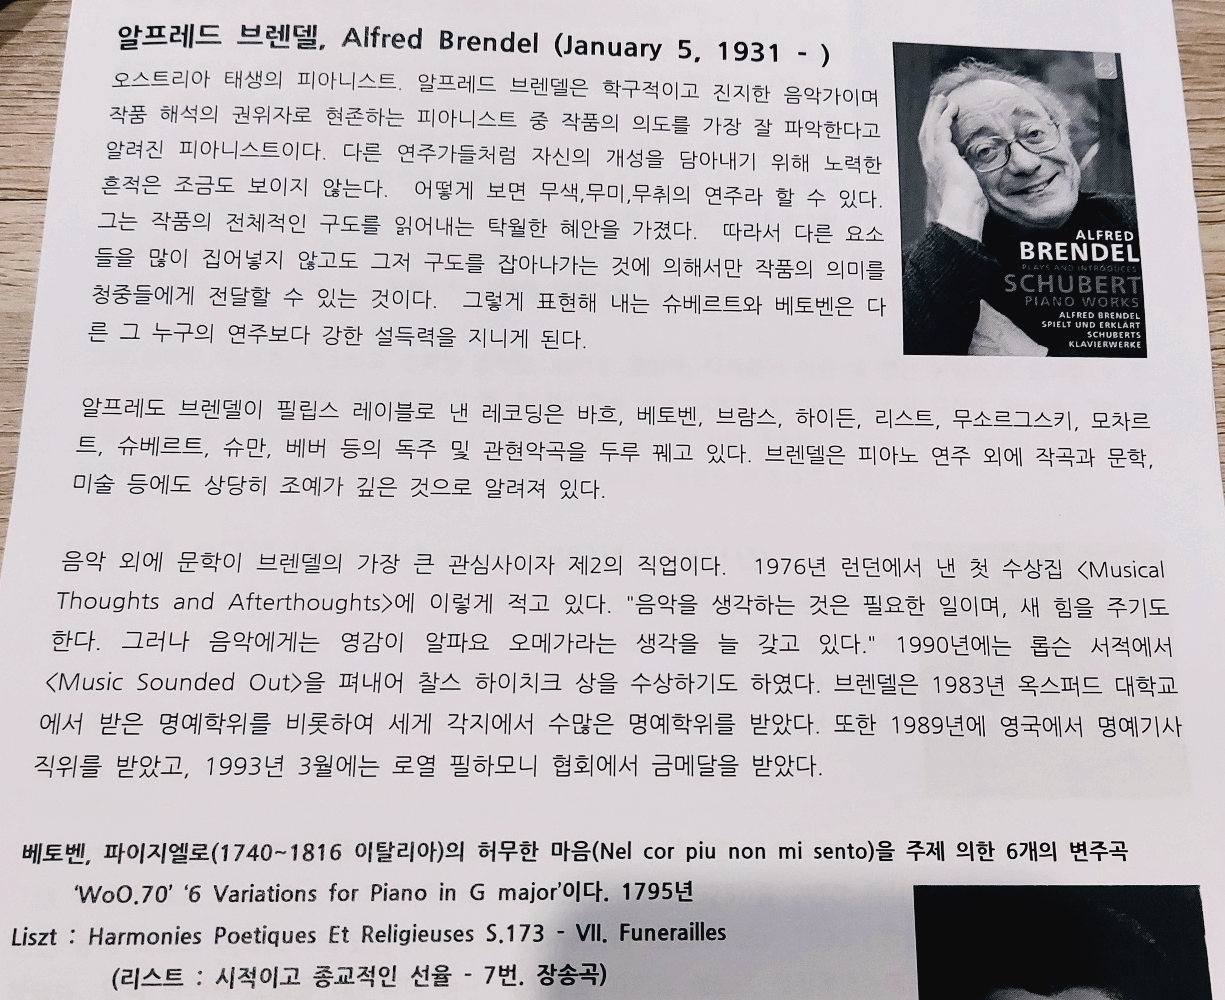 알프레드 브렌델, Alfred Brendel (January 5, 1931 - )
오스트리아 태생의 피아니스트. 알프레드 브렌델은 학구적이고 진지한 음악가이며
작품 해석의 권위자로 현존하는 피아니스트 중 작품의 의도를 가장 잘 파악한다고
알려진 피아니스트이다. 다른 연주가들처럼 자신의 개성을 담아내기 위해 노력한
흔적은 조금도 보이지 않는다. 어떻게 보면 무색,무미,무취의 연주라 할 수 있다.
그는 작품의 전체적인 구도를 읽어내는 탁월한 혜안을 가졌다. 따라서 다른 요소
들을 많이 집어넣지 않고도 그저 구도를 잡아나가는 것에 의해서만 작품의 의미를
청중들에게 전달할 수 있는 것이다. 그렇게 표현해 내는 슈베르트와 베토벤은 다
른 그 누구의 연주보다 강한 설득력을 지니게 된다.
ALFRED
BRENDEL
PLAYS AND INTRODUCES
SCHUBERT
PIANO WORKS
ALFRED BRENDEL
SPIELT UND ERKLÄRT
SCHUBERTS
KLAVIERWERKE
알프레도 브렌델이 필립스 레이블로 낸 레코딩은 바흐, 베토벤, 브람스, 하이든, 리스트, 무소르그스키, 모차르
트, 슈베르트, 슈만, 베버 등의 독주 및 관현악곡을 두루 꿰고 있다. 브렌델은 피아노 연주 외에 작곡과 문학,
미술 등에도 상당히 조예가 깊은 것으로 알려져 있다.
음악 외에 문학이 브렌델의 가장 큰 관심사이자 제2의 직업이다. 1976년 런던에서 낸 첫 수상집 <Musical
Thoughts and Afterthoughts>에 이렇게 적고 있다. "음악을 생각하는 것은 필요한 일이며, 새 힘을 주기도
한다. 그러나 음악에게는 영감이 알파요 오메가라는 생각을 늘 갖고 있다." 1990년에는 롭슨 서적에서
<Music Sounded Out>을 펴내어 찰스 하이치크 상을 수상하기도 하였다. 브렌델은 1983년 옥스퍼드 대학교
에서 받은 명예학위를 비롯하여 세게 각지에서 수많은 명예학위를 받았다. 또한 1989년에 영국에서 명예기사
직위를 받았고, 1993년 3월에는 로열 필하모니 협회에서 금메달을 받았다.
베토벤, 파이지엘로(1740~1816 이탈리아)의 허무한 마음(Nel cor piu non mi sento)을 주제 의한 6개의 변주곡
‘WoO.70’ ‘6 Variations for Piano in G major’이다. 1795년
Liszt : Harmonies Poetiques Et Religieuses S.173 - VII. Funerailles
(리스트 : 시적이고 종교적인 선율 - 7번. 장송곡)